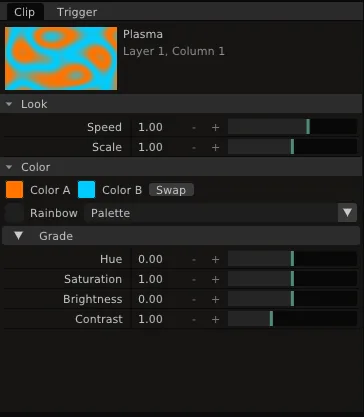 Clip Trigger
Plasma
Layer 1, Column 1
Look
Speed 1.00 - +
Scale 1.00 - +
Color
Color A Color B Swap
Rainbow Palette
Grade
Hue 0.00 - +
Saturation 1.00 - +
Brightness 0.00 - +
Contrast 1.00 - +